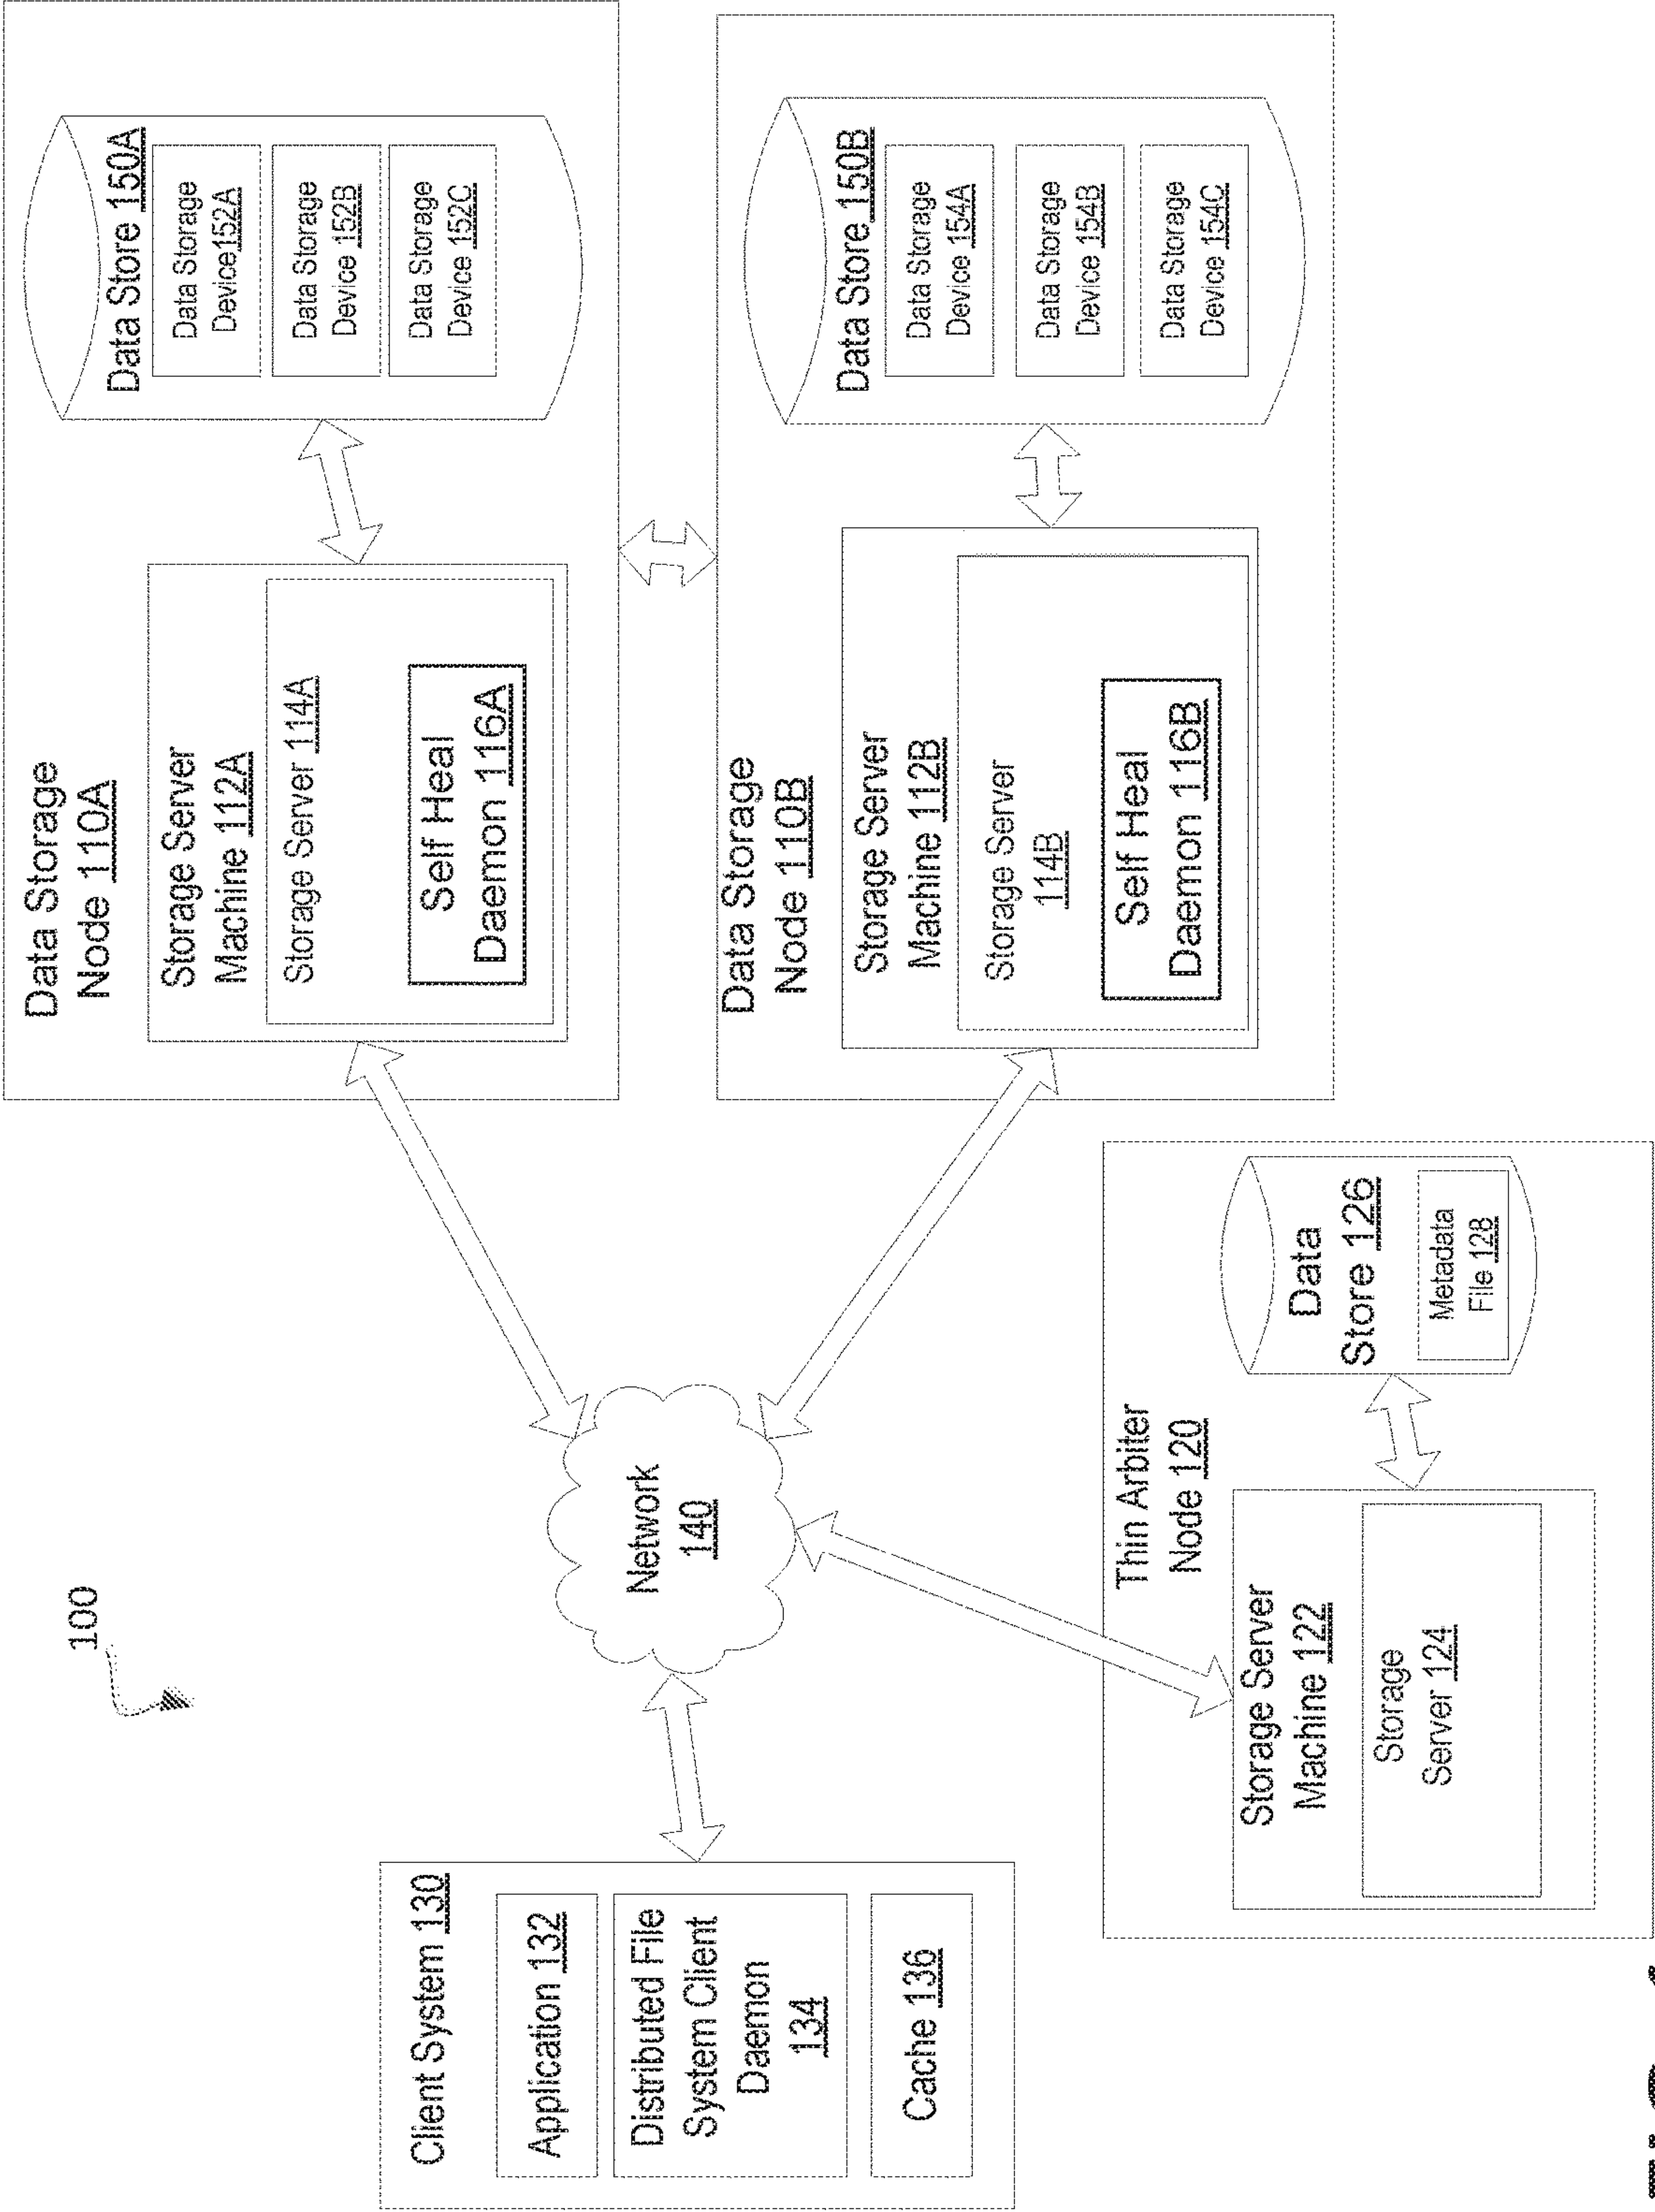 100
Client System 130
Application 132
Distributed File
System Client
Daemon
134
Cache 136
Network
140
Data Storage
Node 110A
Storage Server
Machine 112A
Storage Server 114A
Self Heal
Daemon 116A
Data Store 150A
Data Storage
Device152A
Data Storage
Device 152B
Data Storage
Device 152C
Data Storage
Node 110B
Storage Server
Machine 112B
Storage Server
114B
Self Heal
Daemon 116B
Data Store 150B
Data Storage
Device 154A
Data Storage
Device 154B
Data Storage
Device 154C
Thin Arbiter
Node 120
Storage Server
Machine 122
Storage
Server 124
Data
Store 126
Metadata
File 128